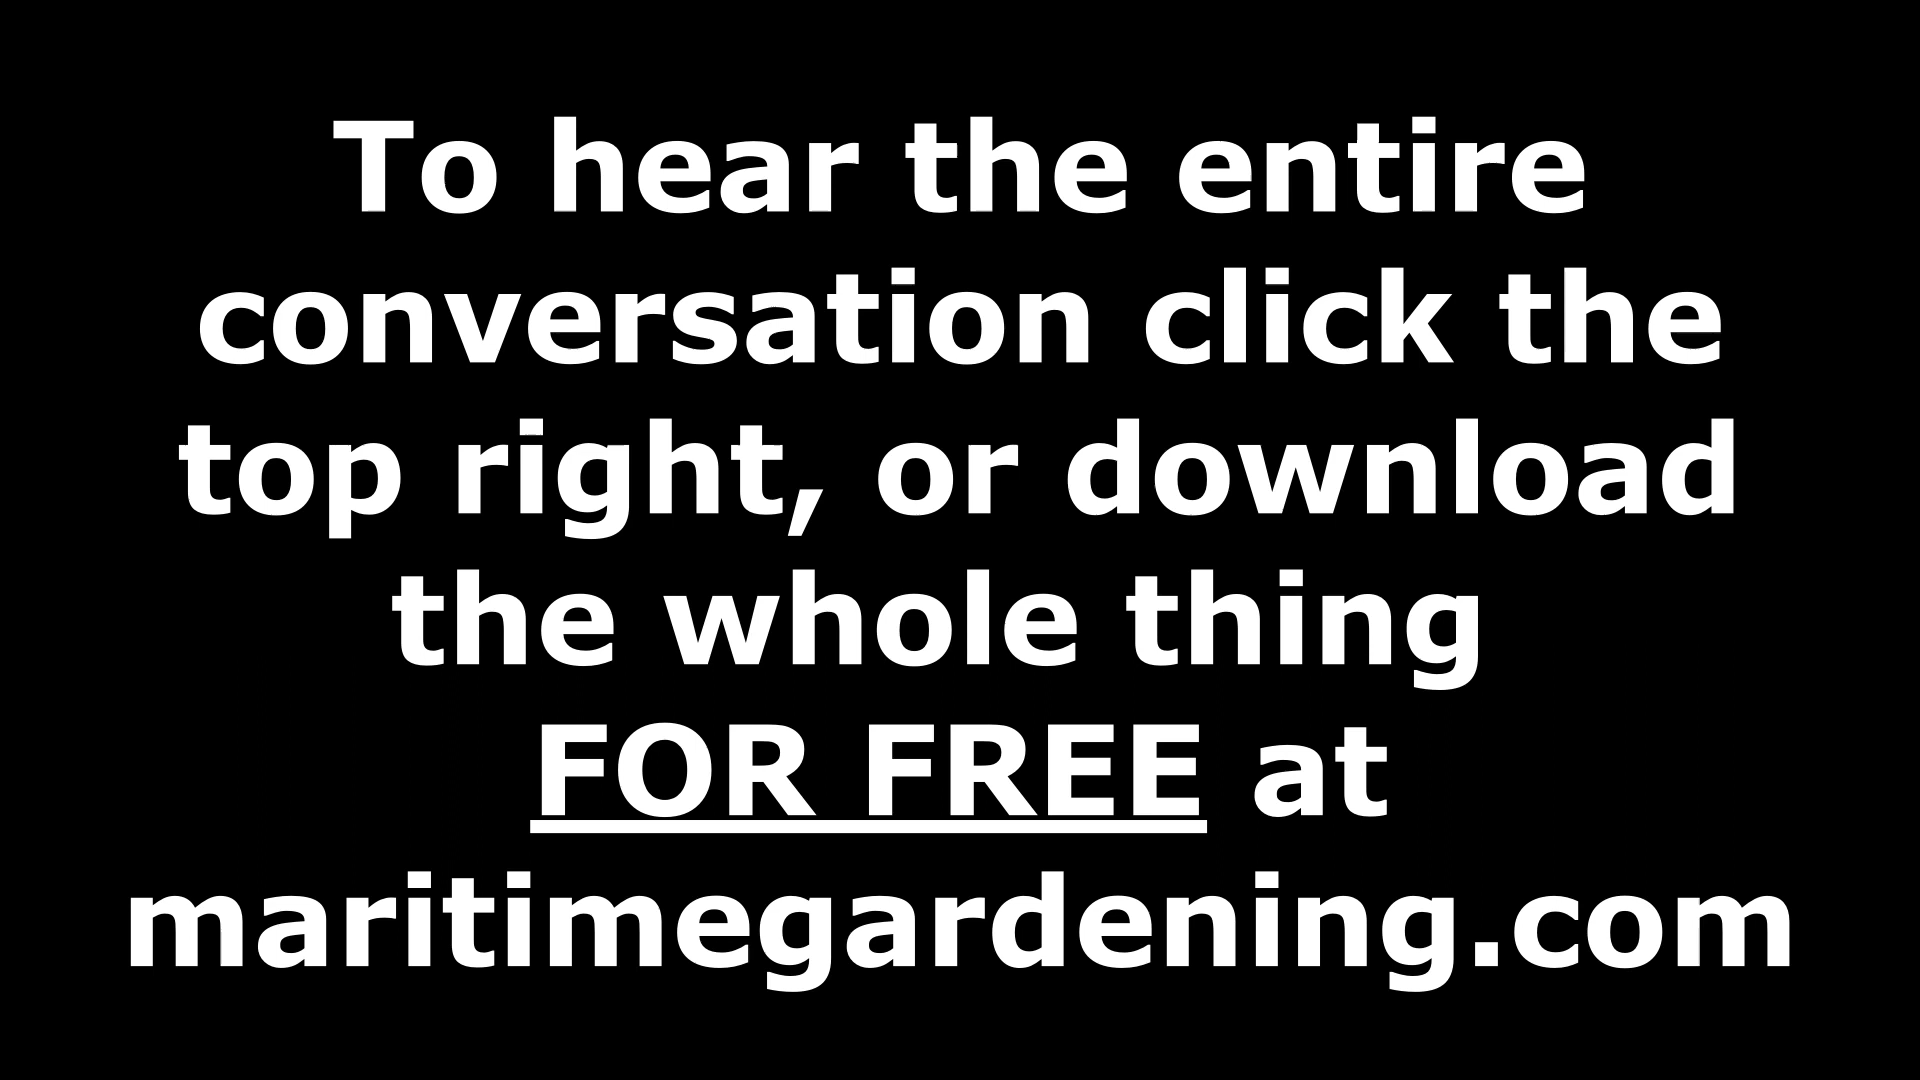 To hear the entire
conversation click the
top right, or download
the whole thing
FOR FREE at
maritimegardening.com